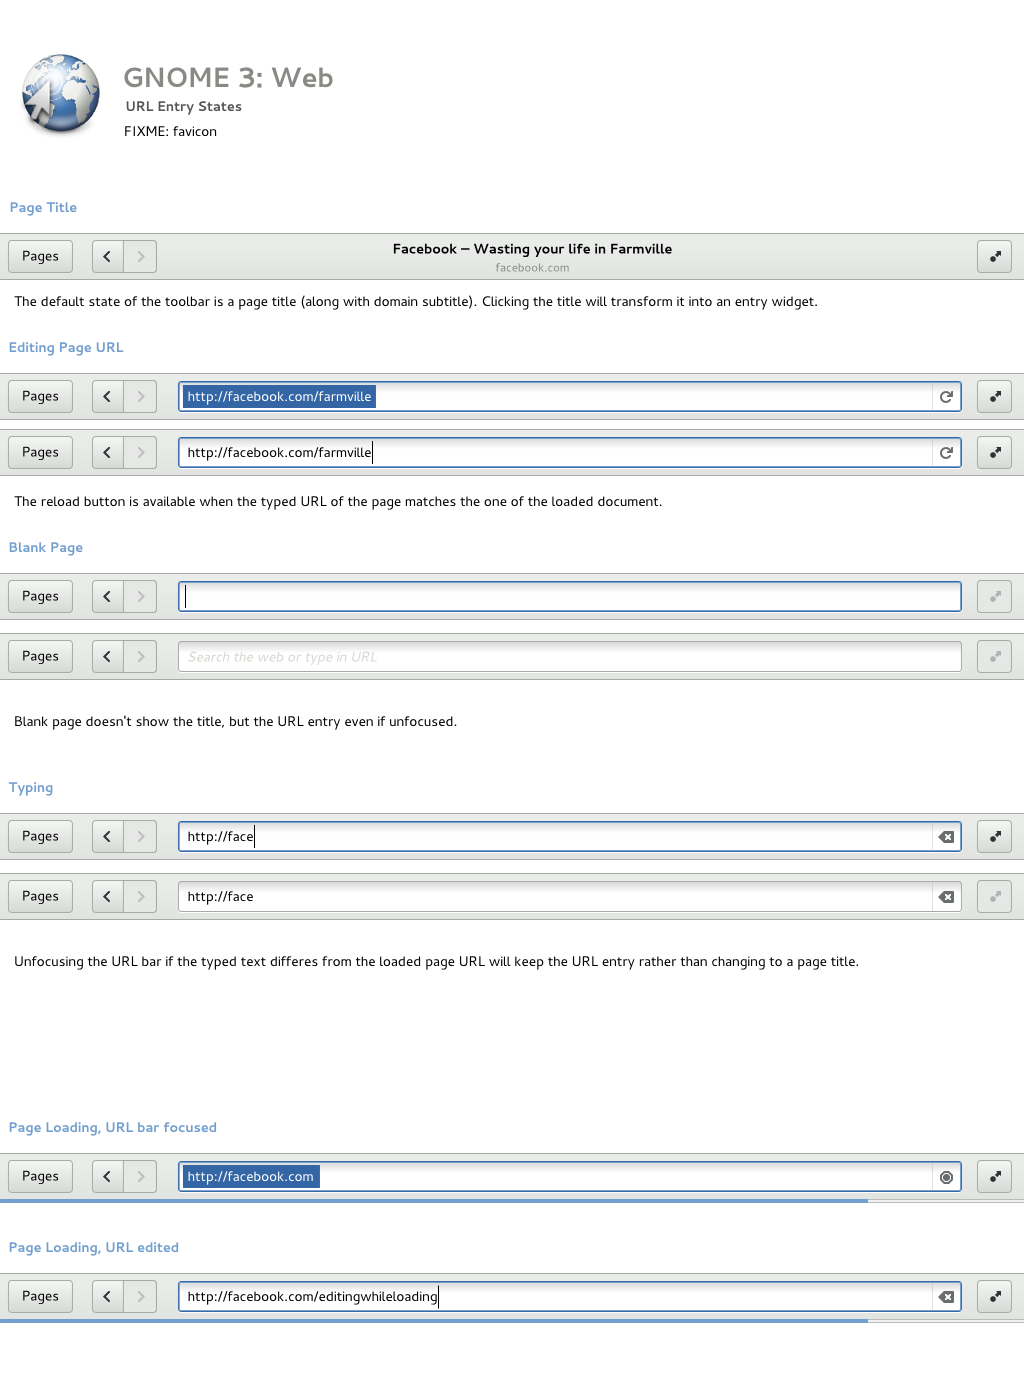 GNOME 3: Web
URL Entry States
FIXME: favicon
Page Title
Pages
Facebook – Wasting your life in Farmville
facebook.com
The default state of the toolbar is a page title (along with domain subtitle). Clicking the title will transform it into an entry widget.
Editing Page URL
Pages http://facebook.com/farmville
Pages http://facebook.com/farmville
The reload button is available when the typed URL of the page matches the one of the loaded document.
Blank Page
Pages
Pages Search the web or type in URL
Blank page doesn't show the title, but the URL entry even if unfocused.
Typing
Pages http://face
Pages http://face
Unfocusing the URL bar if the typed text differes from the loaded page URL will keep the URL entry rather than changing to a page title.
Page Loading, URL bar focused
Pages http://facebook.com
Page Loading, URL edited
Pages http://facebook.com/editingwhileloading